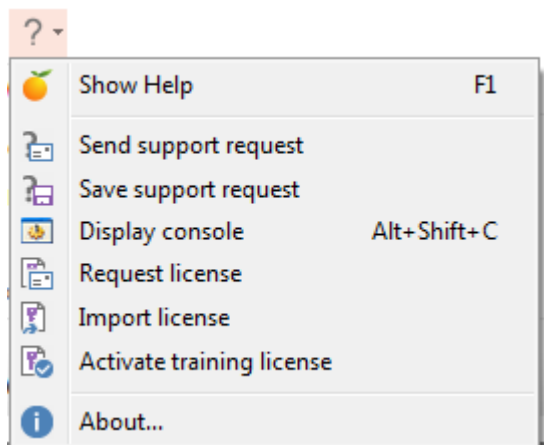 ?
Show Help F1
Send support request
Save support request
Display console Alt+Shift+C
Request license
Import license
Activate training license
About...